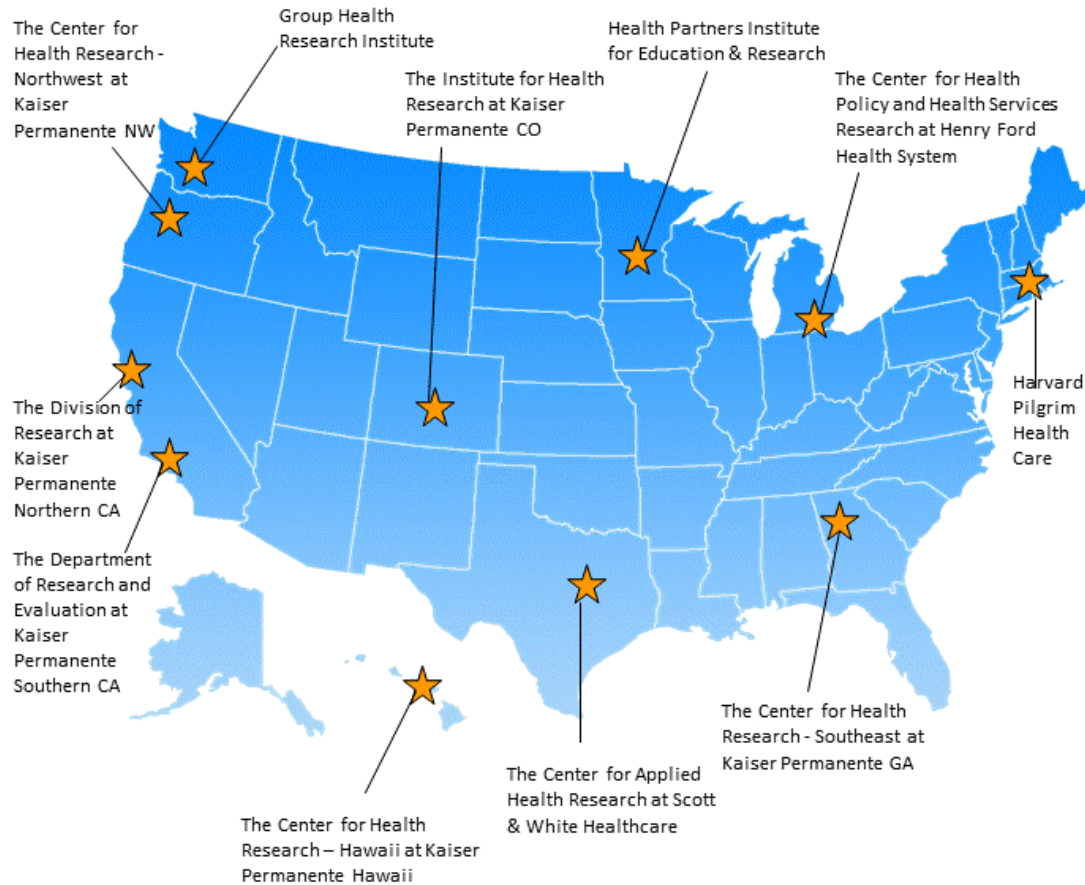 The Center for
Health Research -
Northwest at
Kaiser
Permanente NW
Group Health
Research Institute
The Institute for Health
Research at Kaiser
Permanente CO
Health Partners Institute
for Education & Research
The Center for Health
Policy and Health Services
Research at Henry Ford
Health System
Harvard
Pilgrim
Health
Care
The Division of
Research at
Kaiser
Permanente
Northern CA
The Department
of Research and
Evaluation at
Kaiser
Permanente
Southern CA
The Center for Health
Research – Hawaii at Kaiser
Permanente Hawaii
The Center for Applied
Health Research at Scott
& White Healthcare
The Center for Health
Research - Southeast at
Kaiser Permanente GA